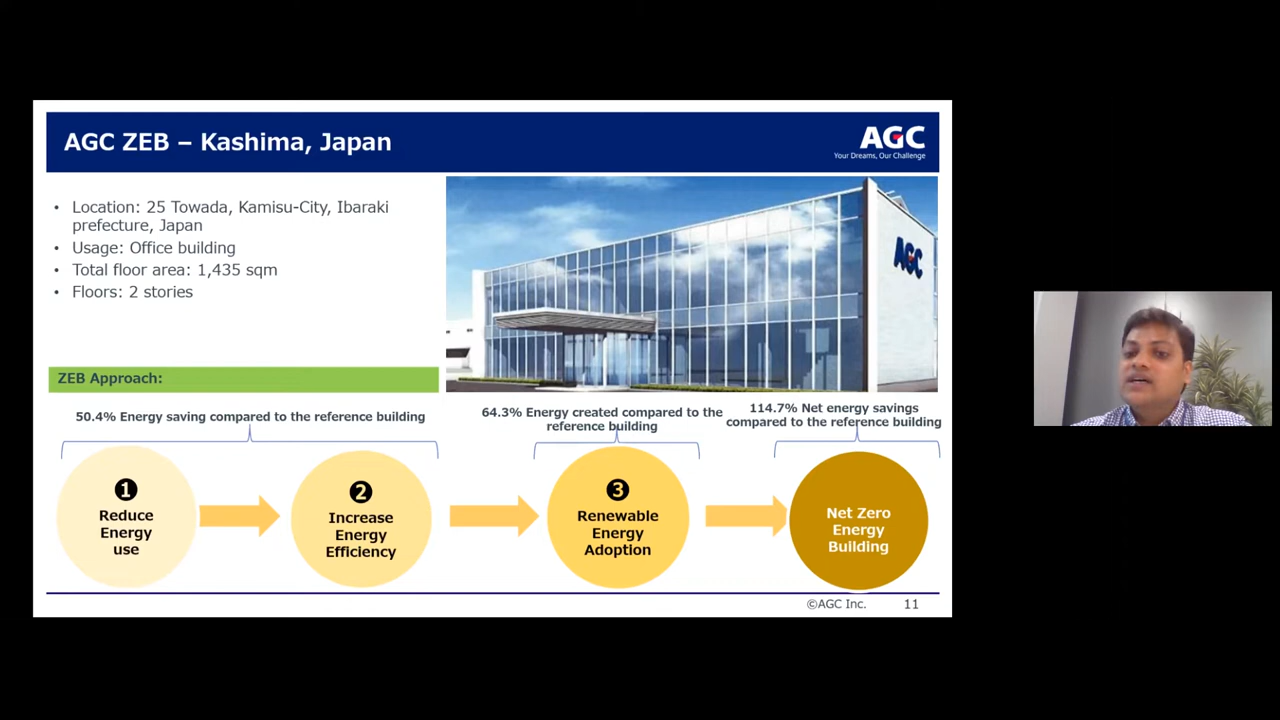 AGC ZEB – Kashima, Japan
AGC
Your Dreams, Our Challenge
• Location: 25 Towada, Kamisu-City, Ibaraki
prefecture, Japan
• Usage: Office building
• Total floor area: 1,435 sqm
• Floors: 2 stories
AGC
ZEB Approach:
50.4% Energy saving compared to the reference building
64.3% Energy created compared to the
reference building
114.7% Net energy savings
compared to the reference building
❶
Reduce
Energy
use
❷
Increase
Energy
Efficiency
❸
Renewable
Energy
Adoption
Net Zero
Energy
Building
©AGC Inc.
11